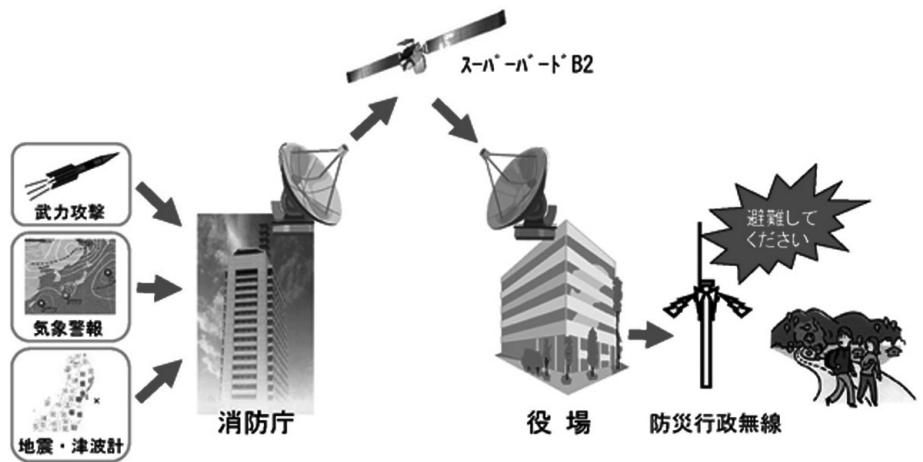 スーパーバードB2
武力攻撃
気象警報
地震・津波計
消防庁
役場
防災行政無線
避難して
ください